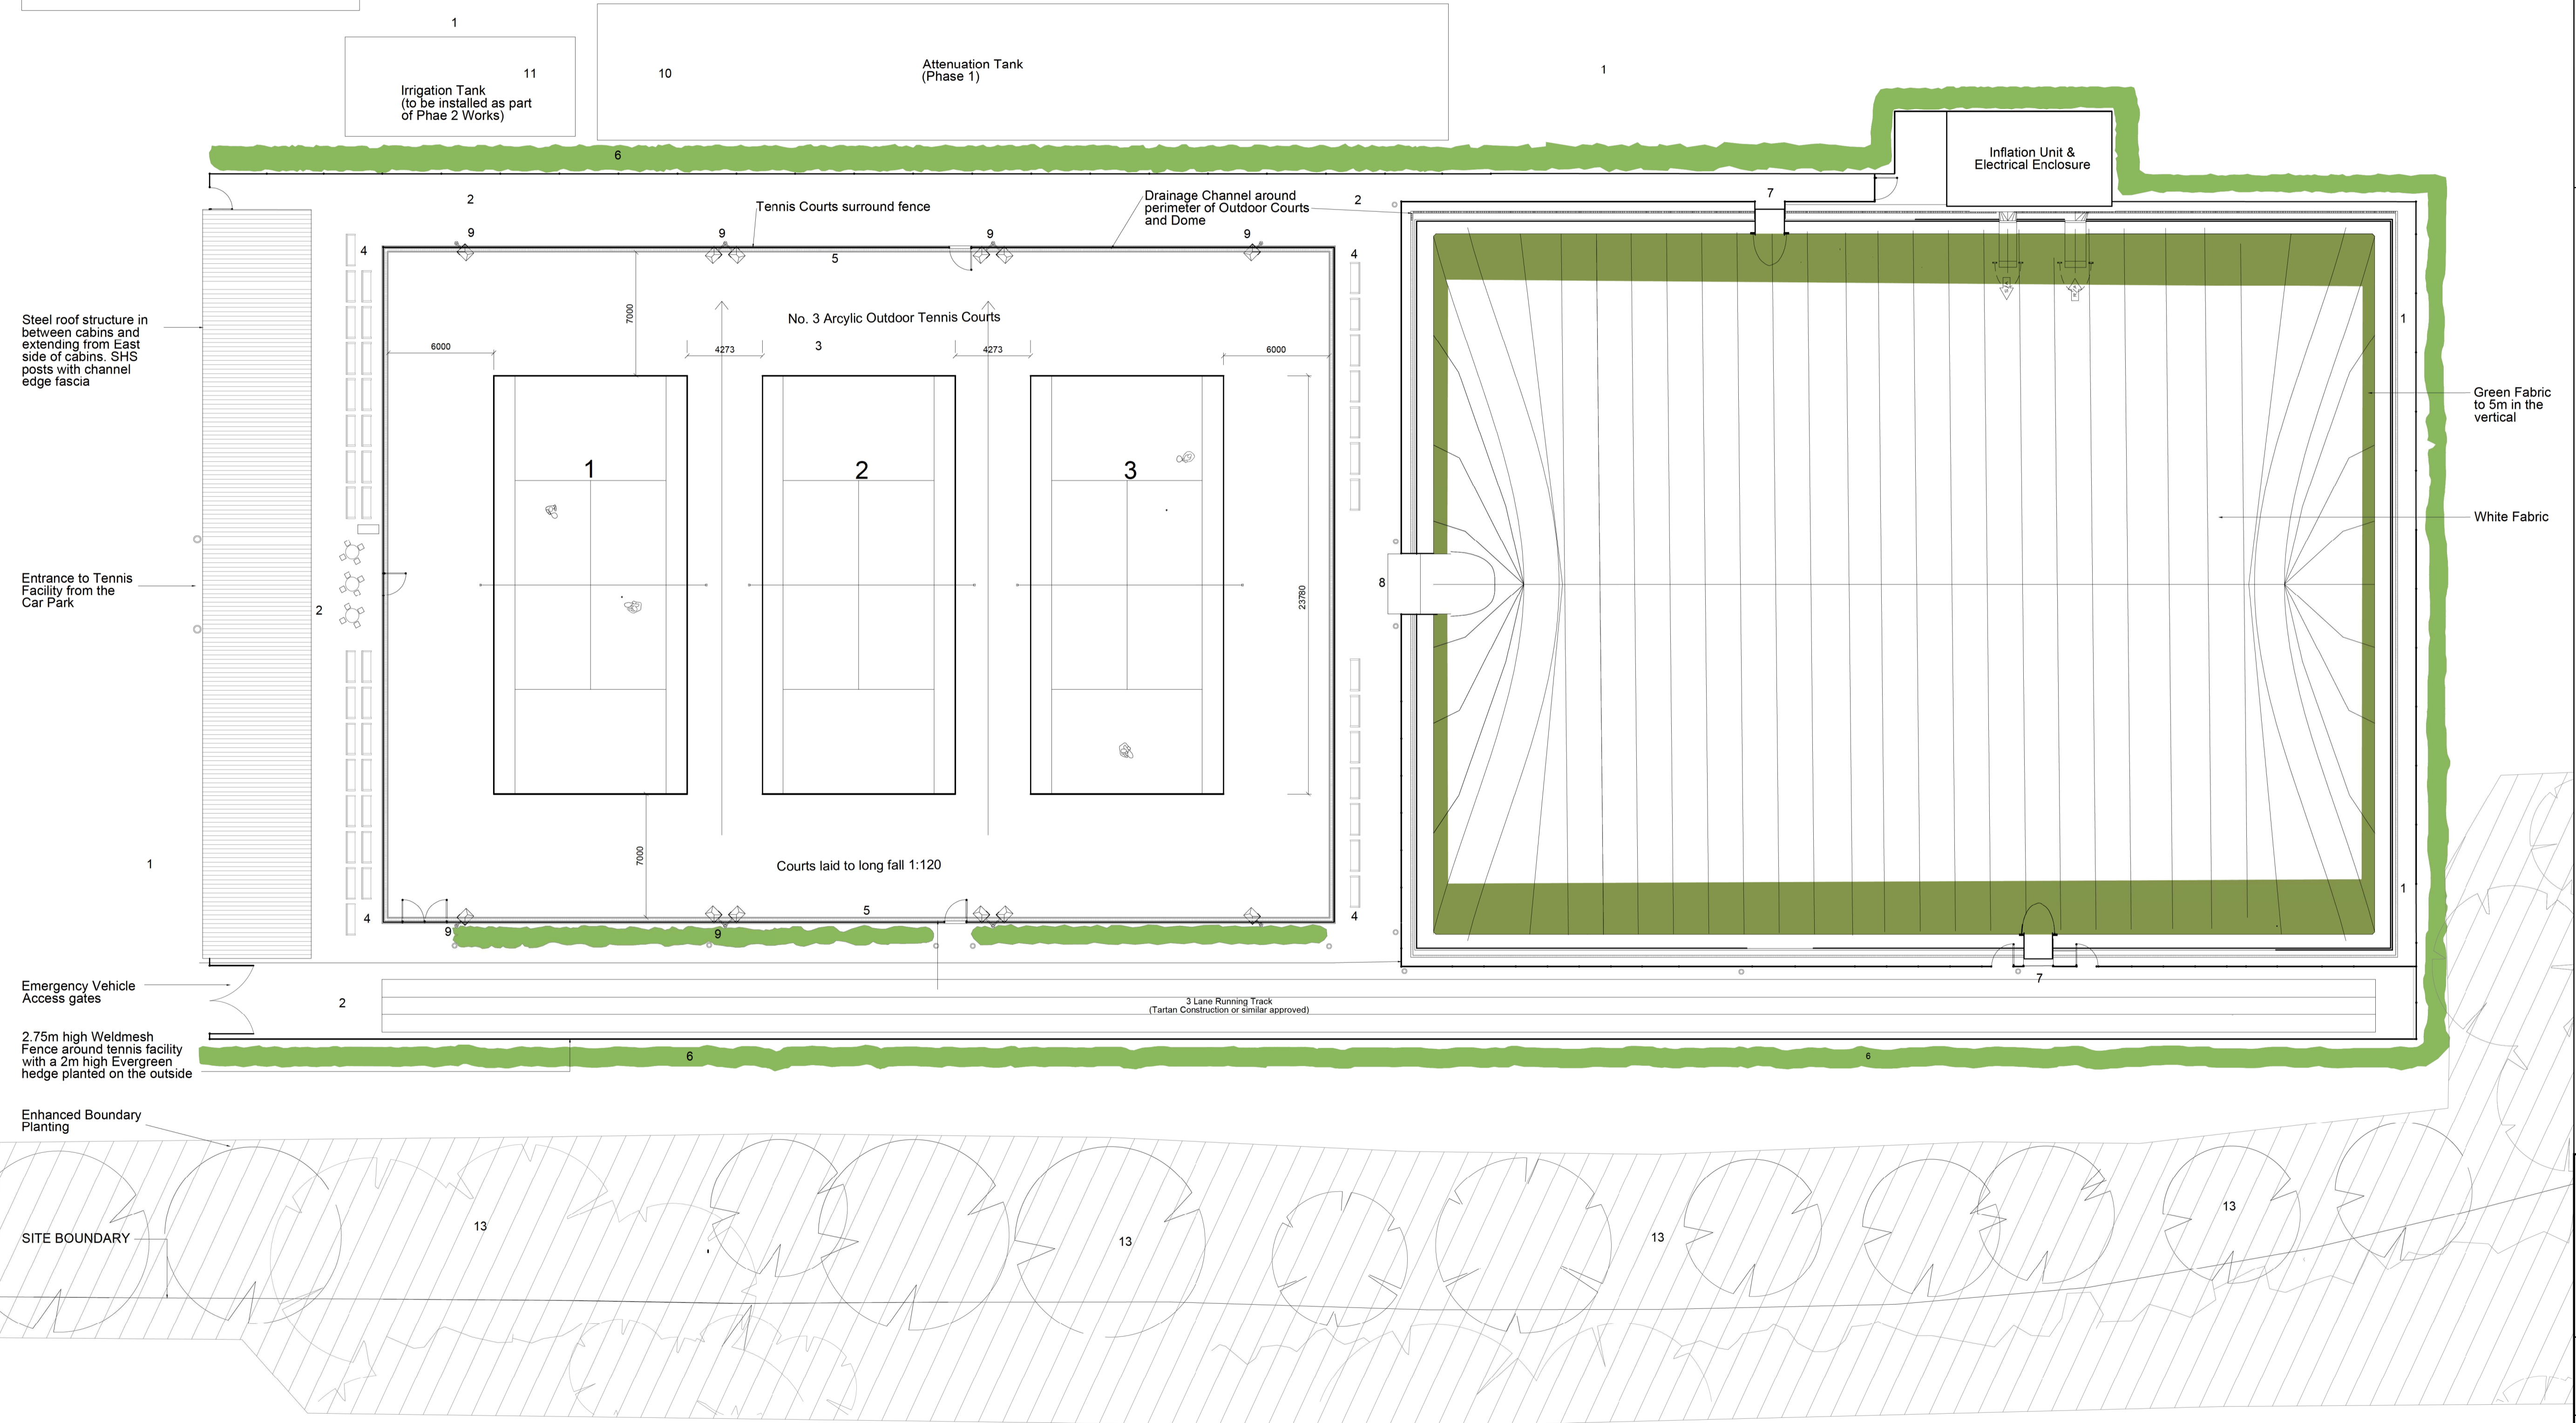 1
11
10
Attenuation Tank
(Phase 1)
1
Irrigation Tank
(to be installed as part
of Phae 2 Works)
6
Inflation Unit &
Electrical Enclosure
2
Tennis Courts surround fence
Drainage Channel around
perimeter of Outdoor Courts
and Dome
2
7
9
9
9
9
4
5
4
Steel roof structure in
between cabins and
extending from East
side of cabins. SHS
posts with channel
edge fascia
7000
No. 3 Arcylic Outdoor Tennis Courts
1
6000
4273
3
4273
6000
Green Fabric
to 5m in the
vertical
1
2
3
White Fabric
Entrance to Tennis
Facility from the
Car Park
2
23780
8
1
7000
Courts laid to long fall 1:120
1
4
5
4
9
9
Emergency Vehicle
Access gates
2
3 Lane Running Track
(Tartan Construction or similar approved)
7
2.75m high Weldmesh
Fence around tennis facility
with a 2m high Evergreen
hedge planted on the outside
6
6
Enhanced Boundary
Planting
13
13
13
13
SITE BOUNDARY